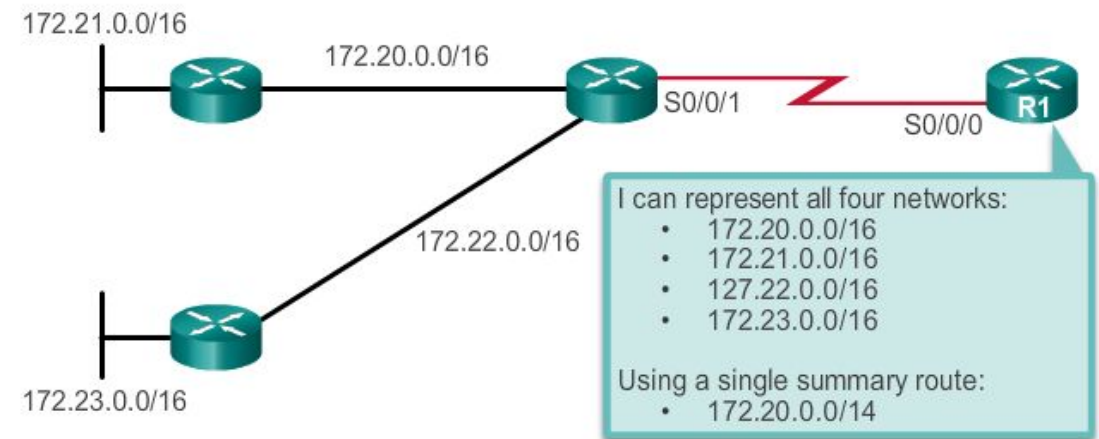 172.21.0.0/16
172.20.0.0/16
S0/0/1
S0/0/0
R1
172.22.0.0/16
172.23.0.0/16
I can represent all four networks:
• 172.20.0.0/16
• 172.21.0.0/16
• 127.22.0.0/16
• 172.23.0.0/16
Using a single summary route:
• 172.20.0.0/14